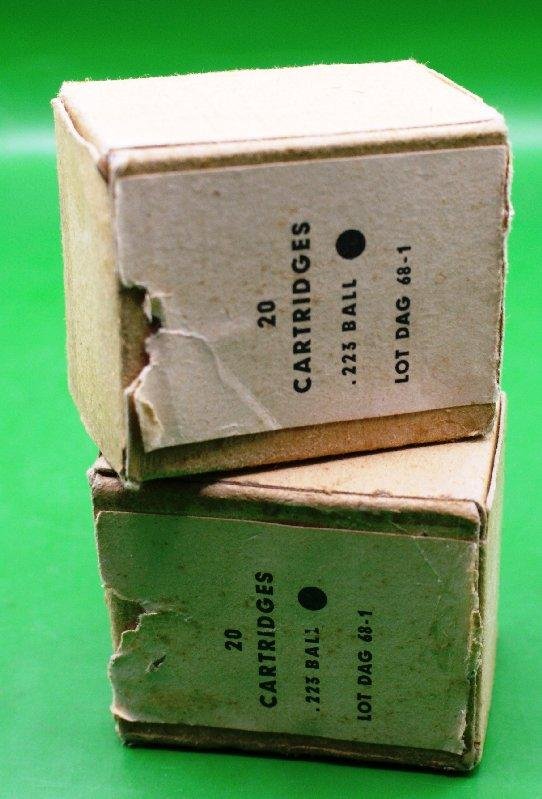 20
CARTRIDGES
.223 BALL
LOT DAG 68-1
20
CARTRIDGES
.223 BALL
LOT DAG 68-1